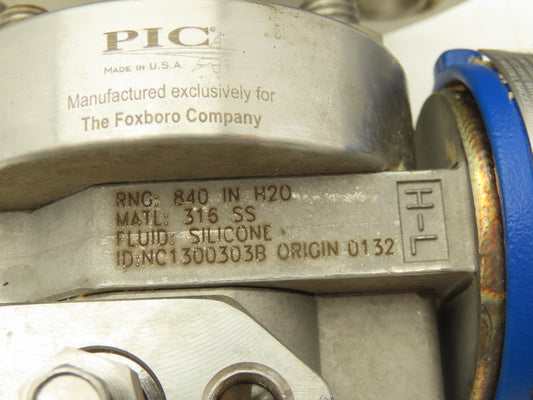 PIC
MADE IN U.S.A.
Manufactured exclusively for
The Foxboro Company
RNG: 840 IN H2O
MATL: 316 SS
FLUID: SILICONE
ID:NC1300303B ORIGIN 0132
H-L